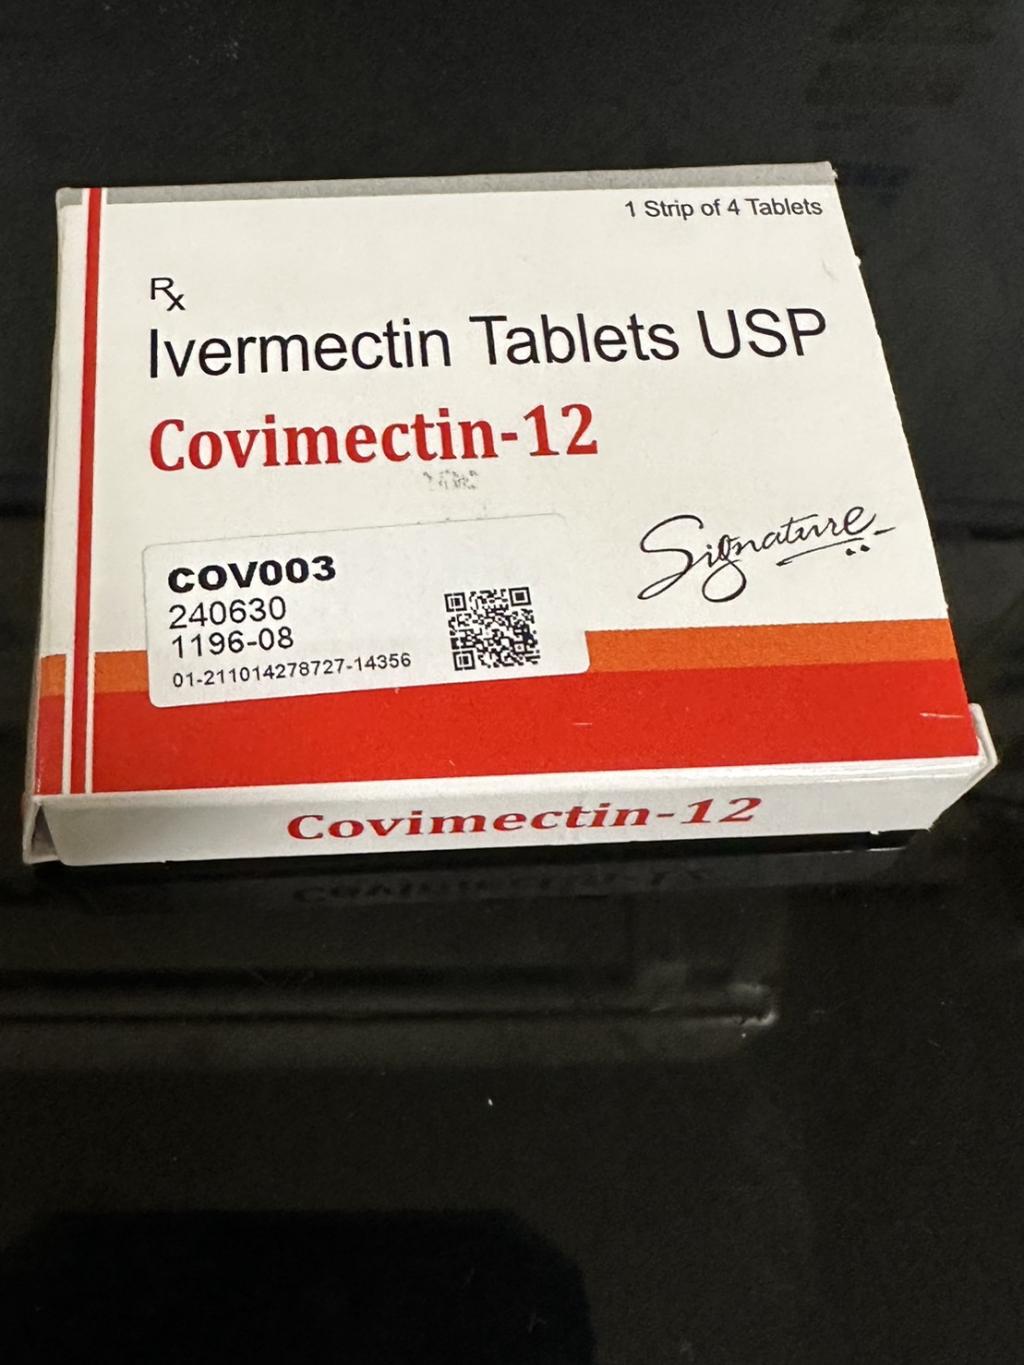 1 Strip of 4 Tablets
Rx
Ivermectin Tablets USP
Covimectin-12
Signature
COV003
240630
1196-08
01-211014278727-14356
Covimectin-12